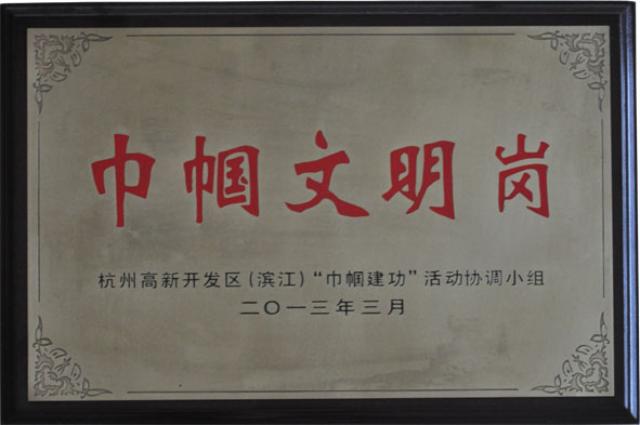 巾帼文明岗
杭州高新开发区(滨江)“巾帼建功”活动协调小组
二〇一三年三月